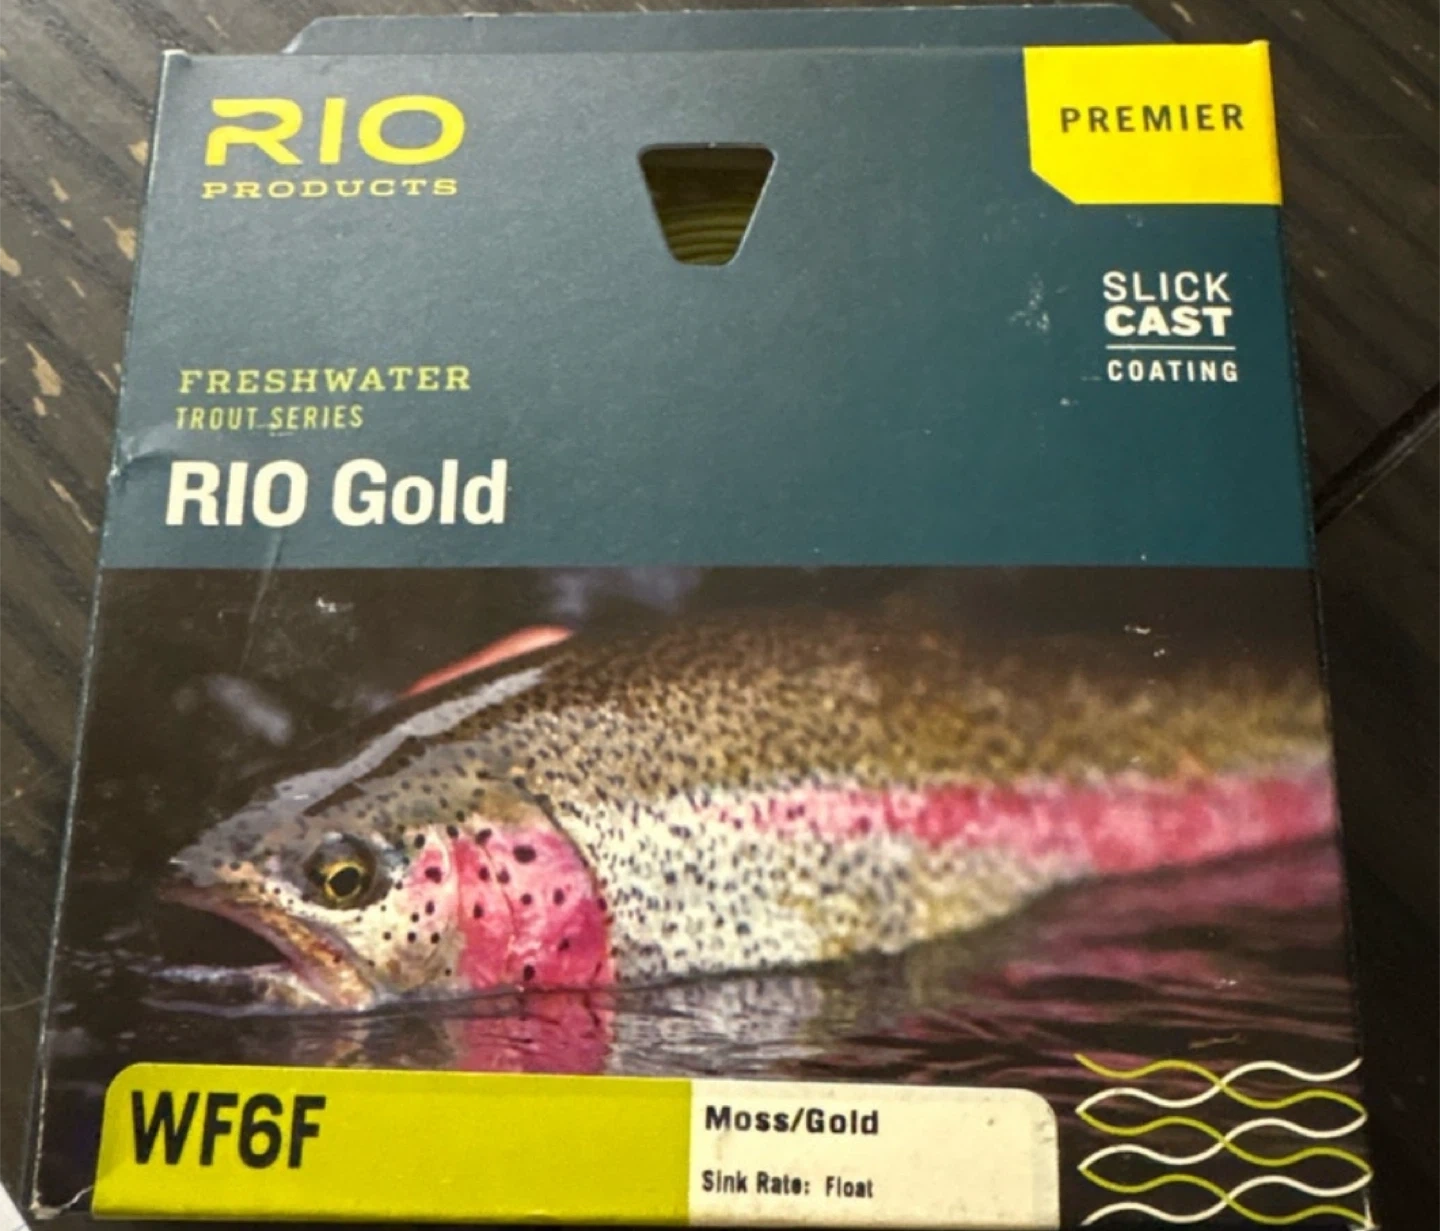 RIO
PRODUCTS
PREMIER
SLICK
CAST
COATING
FRESHWATER
TROUT SERIES
RIO Gold
WF6F
Moss/Gold
Sink Rate: Float